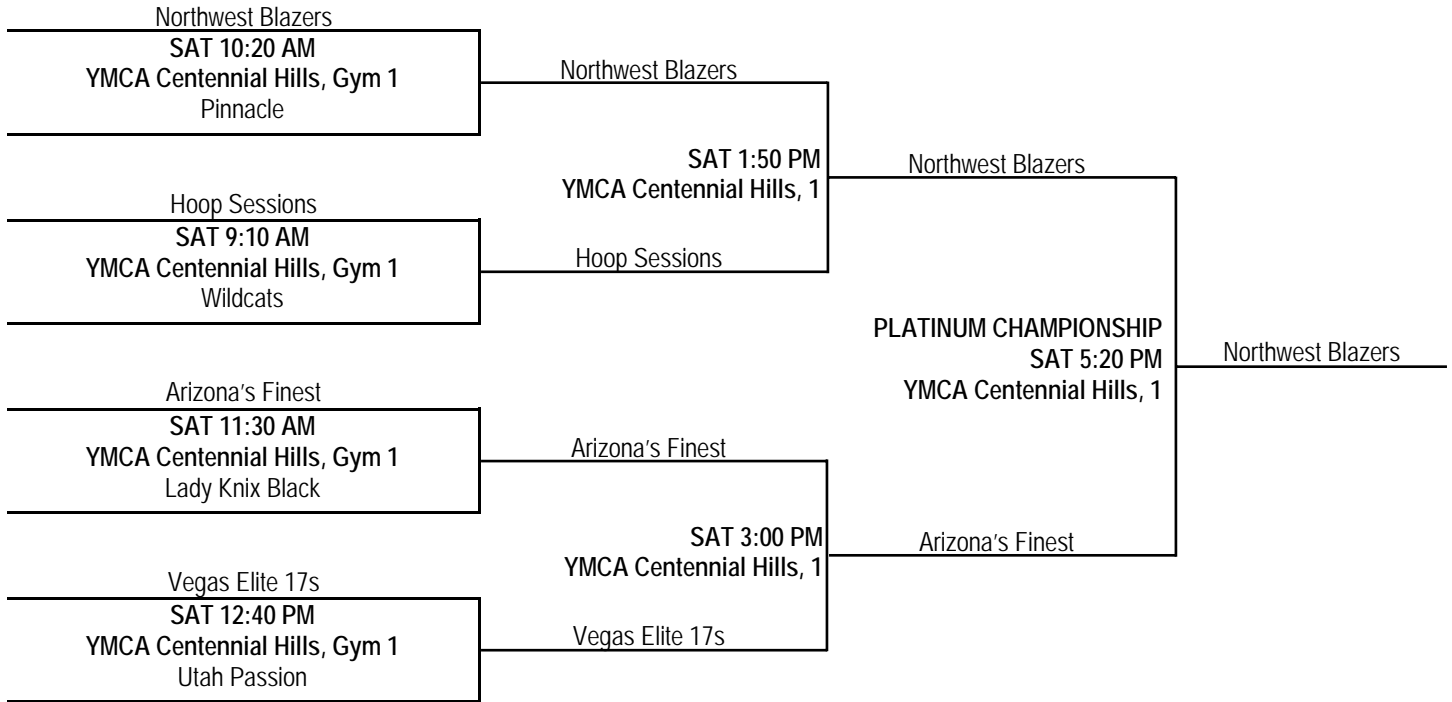 Northwest Blazers
SAT 10:20 AM
YMCA Centennial Hills, Gym 1
Pinnacle
Hoop Sessions
SAT 9:10 AM
YMCA Centennial Hills, Gym 1
Wildcats
Arizona's Finest
SAT 11:30 AM
YMCA Centennial Hills, Gym 1
Lady Knix Black
Vegas Elite 17s
SAT 12:40 PM
YMCA Centennial Hills, Gym 1
Utah Passion
Northwest Blazers
SAT 1:50 PM
YMCA Centennial Hills, 1
Hoop Sessions
Arizona's Finest
SAT 3:00 PM
YMCA Centennial Hills, 1
Vegas Elite 17s
Northwest Blazers
PLATINUM CHAMPIONSHIP
SAT 5:20 PM
YMCA Centennial Hills, 1
Arizona's Finest
Northwest Blazers